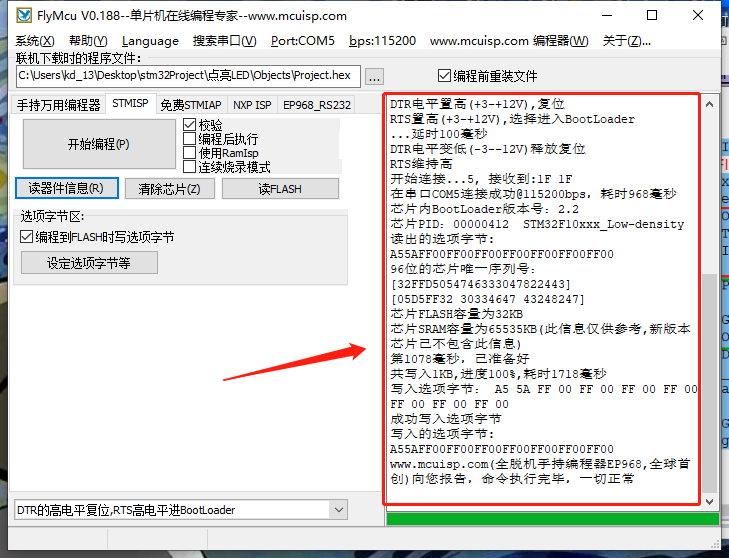 FlyMcu V0.188--单片机在线编程专家--www.mcuisp.com
系统(X) 帮助(Y) Language 搜索串口(V) Port:COM5 bps:115200 www.mcuisp.com 编程器(W) 关于(Z)...
联机下载时的程序文件:
C:\Users\kd_13\Desktop\stm32Project\点亮LED\Objects\Project.hex ... 编程前重装文件
手持万用编程器 STMISP 免费STMIAP NXP ISP EP968_RS232
开始编程(P)
校验
编程后执行
使用RamIsp
连续烧录模式
读器件信息(R) 清除芯片(Z) 读FLASH
选项字节区:
编程到FLASH时写选项字节
设定选项字节等
DTR的高电平复位,RTS高电平进BootLoader
DTR电平置高(+3-+12V),复位
RTS置高(+3-+12V),选择进入BootLoader
...延时100毫秒
DTR电平变低(-3--12V)释放复位
RTS维持高
开始连接...5, 接收到:1F 1F
在串口COM5连接成功@115200bps, 耗时968毫秒
芯片内BootLoader版本号: 2.2
芯片PID: 00000412 STM32F10xxx_Low-density
读出的选项字节:
A55AFF00FF00FF00FF00FF00FF00FF00
96位的芯片唯一序列号:
[32FFD5054746333047822443]
[05D5FF32 30334647 43248247]
芯片FLASH容量为32KB
芯片SRAM容量为65535KB(此信息仅供参考,新版本
芯片已不包含此信息)
第1078毫秒, 已准备好
共写入1KB,进度100%,耗时1718毫秒
写入选项字节: A5 5A FF 00 FF 00 FF 00 FF 00
FF 00 FF 00 FF 00
成功写入选项字节
写入的选项字节:
A55AFF00FF00FF00FF00FF00FF00FF00
www.mcuisp.com(全脱机手持编程器EP968,全球首
创)向您报告, 命令执行完毕, 一切正常